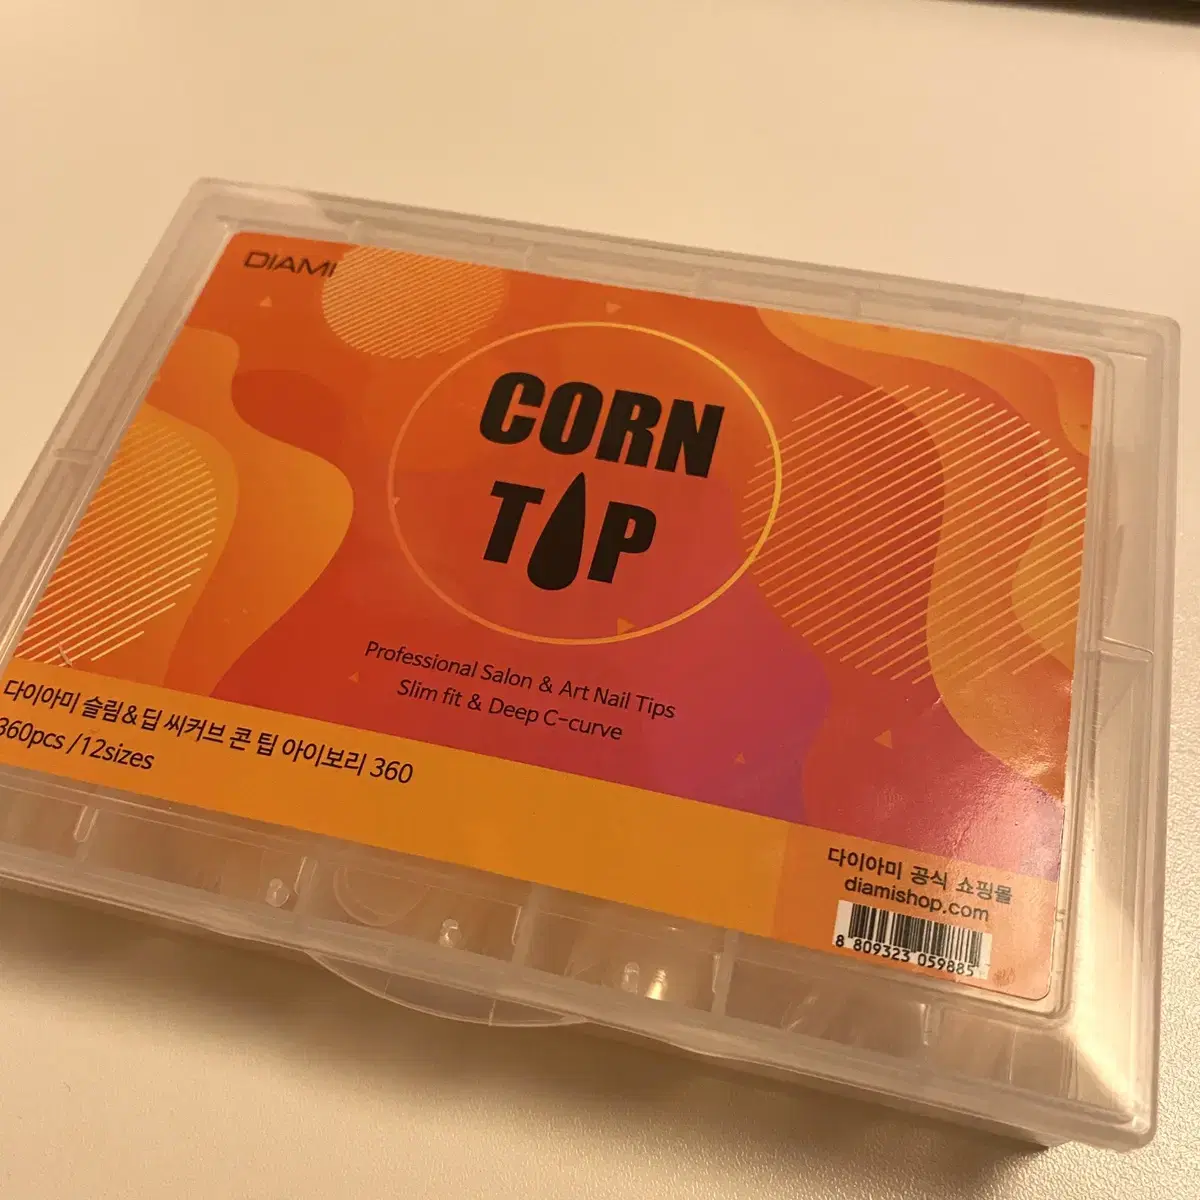 DIAMI
CORN
TIP
Professional Salon & Art Nail Tips
Slim fit & Deep C-curve
다이아미 슬림&딥 씨커브 콘 팁 아이보리 360
360pcs /12sizes
다이아미 공식 쇼핑몰
diamishop.com
8 809323 059885